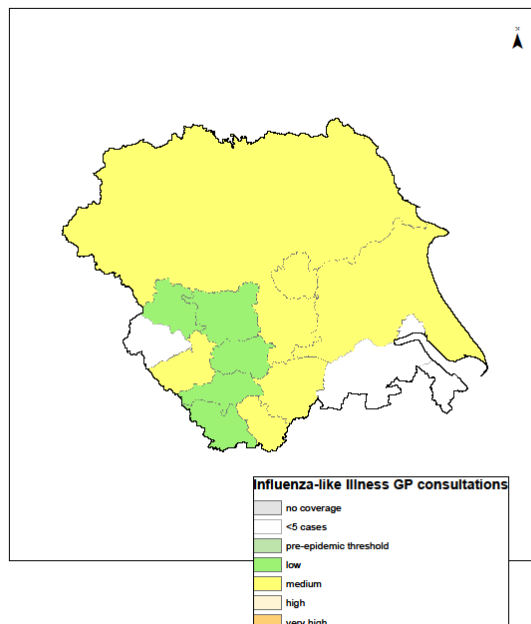 Influenza-like Illness GP consultations
no coverage
<5 cases
pre-epidemic threshold
low
medium
high
very high